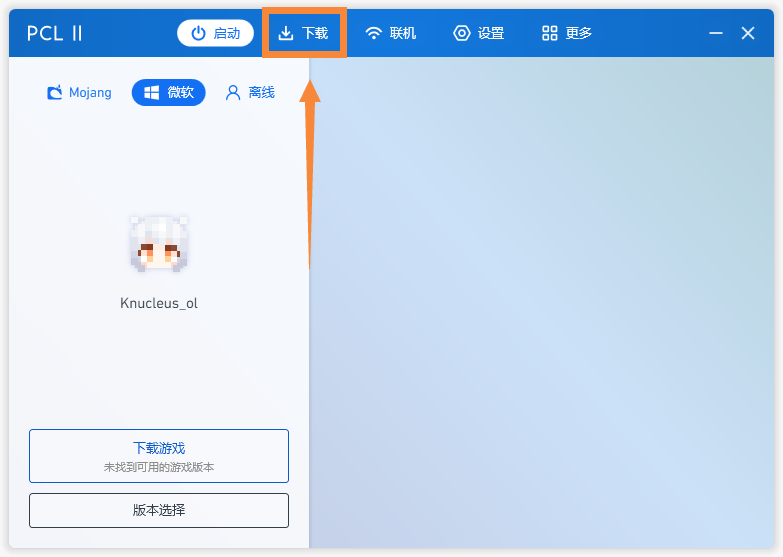 PCL II
启动
下载
联机
设置
更多
Mojang
微软
离线
Knucleus_ol
下载游戏
未找到可用的游戏版本
版本选择